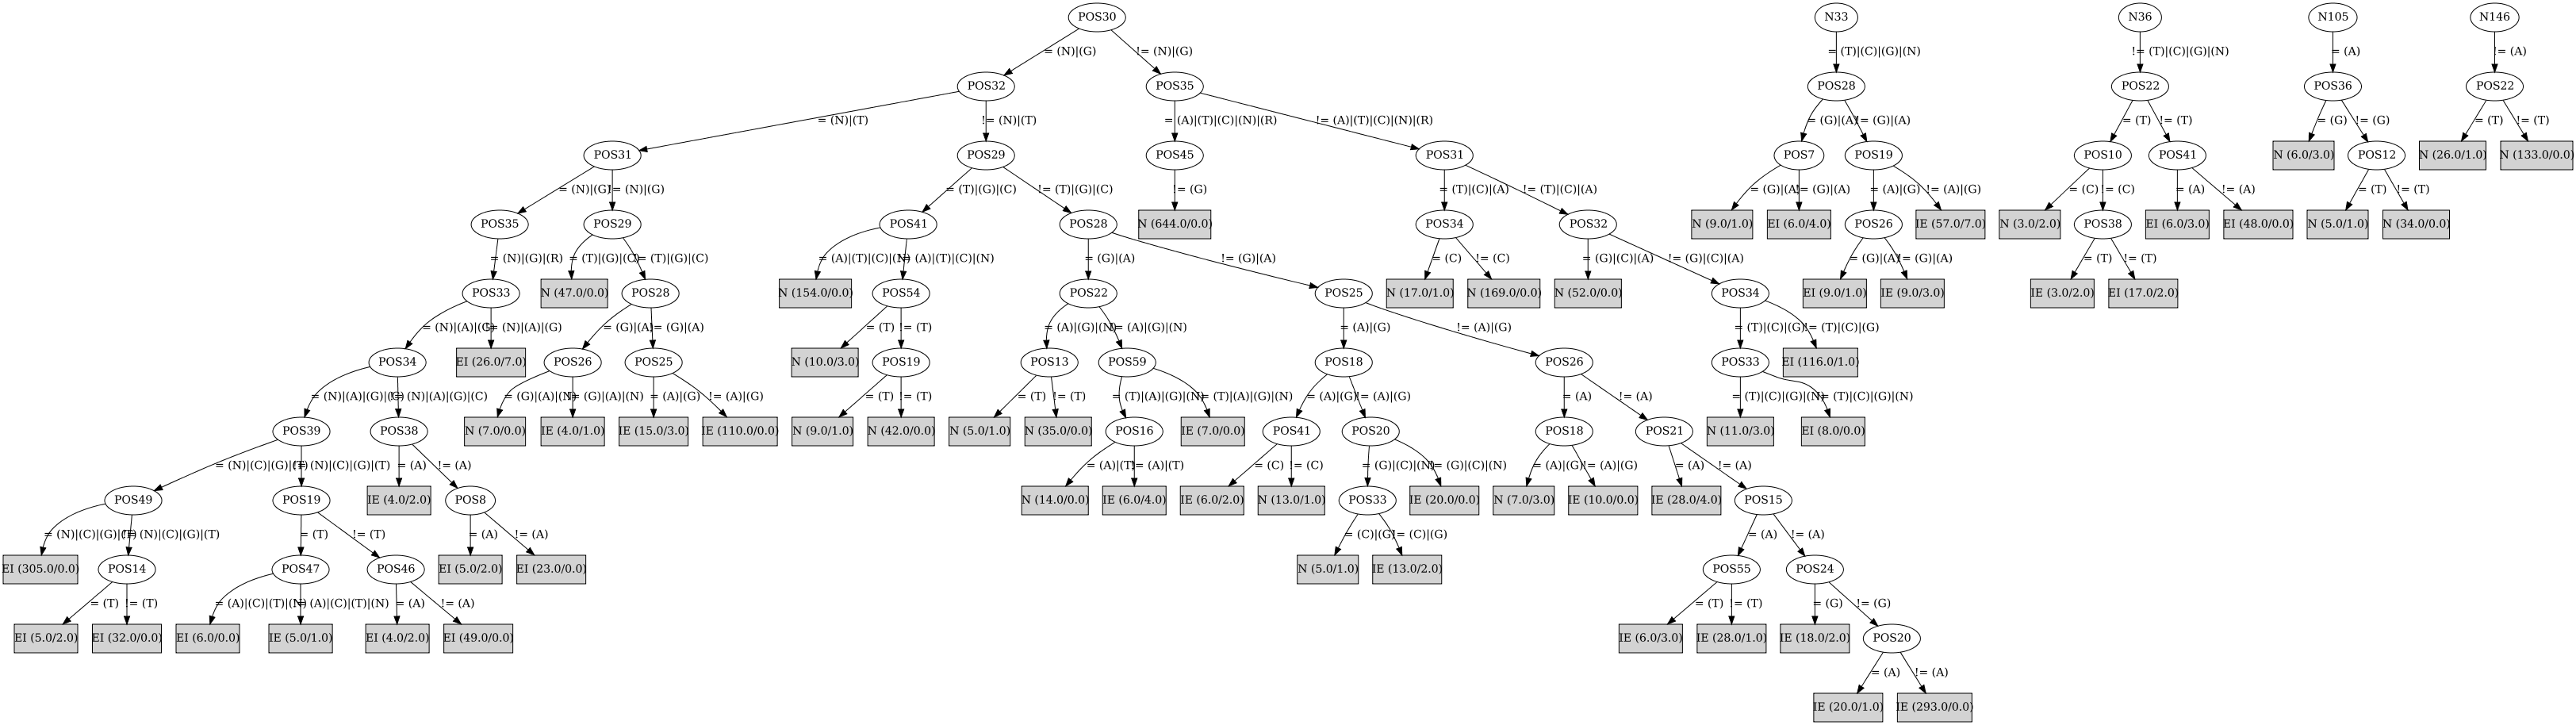 POS30 N33 N36 N105 N146
= (N)|(G) != (N)|(G) = (T)|(C)|(G)|(N) != (T)|(C)|(G)|(N) = (A) != (A)
POS32 POS35 POS28 POS22 POS36 POS22
= (N)|(T) != (N)|(T) = (A)|(T)|(C)|(N)|(R) != (A)|(T)|(C)|(N)|(R) = (G)|(A) != (G)|(A) = (T) != (T) = (G) != (G) = (T) != (T)
POS31 POS29 POS45 POS31 POS7 POS19 POS10 POS41 N (6.0/3.0) POS12 N (26.0/1.0) N (133.0/0.0)
= (N)|(G) != (N)|(G) = (T)|(G)|(C) != (T)|(G)|(C) != (G) = (T)|(C)|(A) != (T)|(C)|(A) = (G)|(A) != (G)|(A) = (A)|(G) != (A)|(G) = (C) != (C) = (A) != (A) = (T) != (T)
POS35 POS29 POS41 POS28 N (644.0/0.0) POS34 POS32 N (9.0/1.0) EI (6.0/4.0) POS26 IE (57.0/7.0) N (3.0/2.0) POS38 EI (6.0/3.0) EI (48.0/0.0) N (5.0/1.0) N (34.0/0.0)
= (N)|(G)|(R) = (T)|(G)|(C) != (T)|(G)|(C) = (A)|(T)|(C)|(N) != (A)|(T)|(C)|(N) = (G)|(A) != (G)|(A) = (C) != (C) = (G)|(C)|(A) != (G)|(C)|(A) = (G)|(A) != (G)|(A) = (T) != (T)
POS33 N (47.0/0.0) POS28 N (154.0/0.0) POS54 POS22 POS25 N (17.0/1.0) N (169.0/0.0) N (52.0/0.0) POS34 EI (9.0/1.0) IE (9.0/3.0) IE (3.0/2.0) EI (17.0/2.0)
= (N)|(A)|(G) != (N)|(A)|(G) = (G)|(A) != (G)|(A) = (T) != (T) = (A)|(G)|(N) != (A)|(G)|(N) = (A)|(G) != (A)|(G) = (T)|(C)|(G) != (T)|(C)|(G)
POS34 EI (26.0/7.0) POS26 POS25 N (10.0/3.0) POS19 POS13 POS59 POS18 POS26 POS33 EI (116.0/1.0)
= (N)|(A)|(G)|(C) != (N)|(A)|(G)|(C) = (G)|(A)|(N) != (G)|(A)|(N) = (A)|(G) != (A)|(G) = (T) != (T) = (T) != (T) = (T)|(A)|(G)|(N) != (T)|(A)|(G)|(N) = (A)|(G) != (A)|(G) = (A) != (A) = (T)|(C)|(G)|(N) != (T)|(C)|(G)|(N)
POS39 POS38 N (7.0/0.0) IE (4.0/1.0) IE (15.0/3.0) IE (110.0/0.0) N (9.0/1.0) N (42.0/0.0) N (5.0/1.0) N (35.0/0.0) POS16 IE (7.0/0.0) POS41 POS20 POS18 POS21 N (11.0/3.0) EI (8.0/0.0)
= (N)|(C)|(G)|(T) != (N)|(C)|(G)|(T) = (A) != (A) = (A)|(T) != (A)|(T) = (C) != (C) = (G)|(C)|(N) != (G)|(C)|(N) = (A)|(G) != (A)|(G) = (A) != (A)
POS49 POS19 IE (4.0/2.0) POS8 N (14.0/0.0) IE (6.0/4.0) IE (6.0/2.0) N (13.0/1.0) POS33 IE (20.0/0.0) N (7.0/3.0) IE (10.0/0.0) IE (28.0/4.0) POS15
= (N)|(C)|(G)|(T) != (N)|(C)|(G)|(T) = (T) != (T) = (A) != (A) = (C)|(G) != (C)|(G) = (A) != (A)
EI (305.0/0.0) POS14 POS47 POS46 EI (5.0/2.0) EI (23.0/0.0) N (5.0/1.0) IE (13.0/2.0) POS55 POS24
= (T) != (T) = (A)|(C)|(T)|(N) != (A)|(C)|(T)|(N) = (A) != (A) = (T) != (T) = (G) != (G)
EI (5.0/2.0) EI (32.0/0.0) EI (6.0/0.0) IE (5.0/1.0) EI (4.0/2.0) EI (49.0/0.0) IE (6.0/3.0) IE (28.0/1.0) IE (18.0/2.0) POS20
= (A) != (A)
IE (20.0/1.0) IE (293.0/0.0)